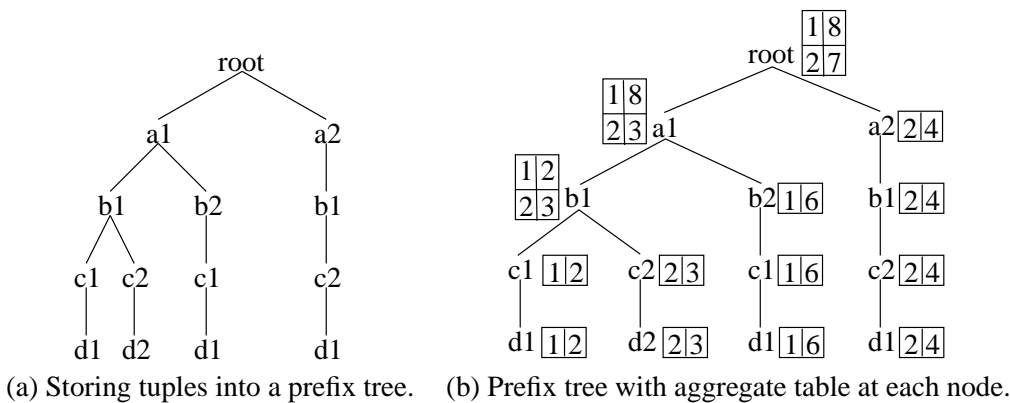 root
a1 a2
b1 b2 b1
c1 c2 c1 c2
d1 d2 d1 d1
(a) Storing tuples into a prefix tree.
root 1 8
2 7
1 8
2 3 a1
a2 2 4
1 2
2 3 b1
b2 1 6 b1 2 4
c1 1 2 c2 2 3 c1 1 6 c2 2 4
d1 1 2 d2 2 3 d1 1 6 d1 2 4
(b) Prefix tree with aggregate table at each node.